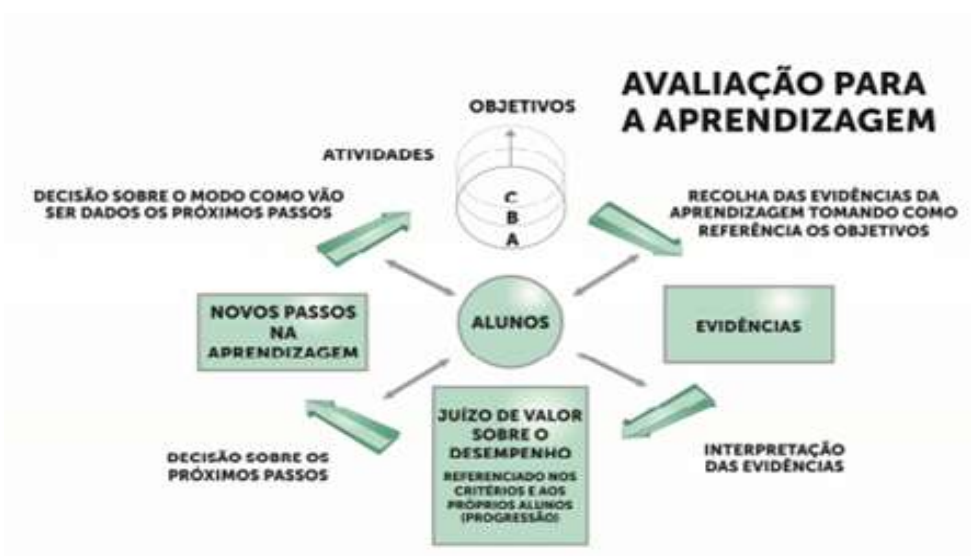 AVALIAÇÃO PARA
A APRENDIZAGEM
OBJETIVOS
ATIVIDADES
C
B
A
DECISÃO SOBRE O MODO COMO VÃO
SER DADOS OS PRÓXIMOS PASSOS
RECOLHA DAS EVIDÊNCIAS DA
APRENDIZAGEM TOMANDO COMO
REFERÊNCIA OS OBJETIVOS
NOVOS PASSOS
NA
APRENDIZAGEM
ALUNOS
EVIDÊNCIAS
JUÍZO DE VALOR
SOBRE O
DESEMPENHO
REFERENCIADO NOS
CRITÉRIOS E AOS
PRÓPRIOS ALUNOS
(PROGRESSÃO)
DECISÃO SOBRE OS
PRÓXIMOS PASSOS
INTERPRETAÇÃO
DAS EVIDÊNCIAS